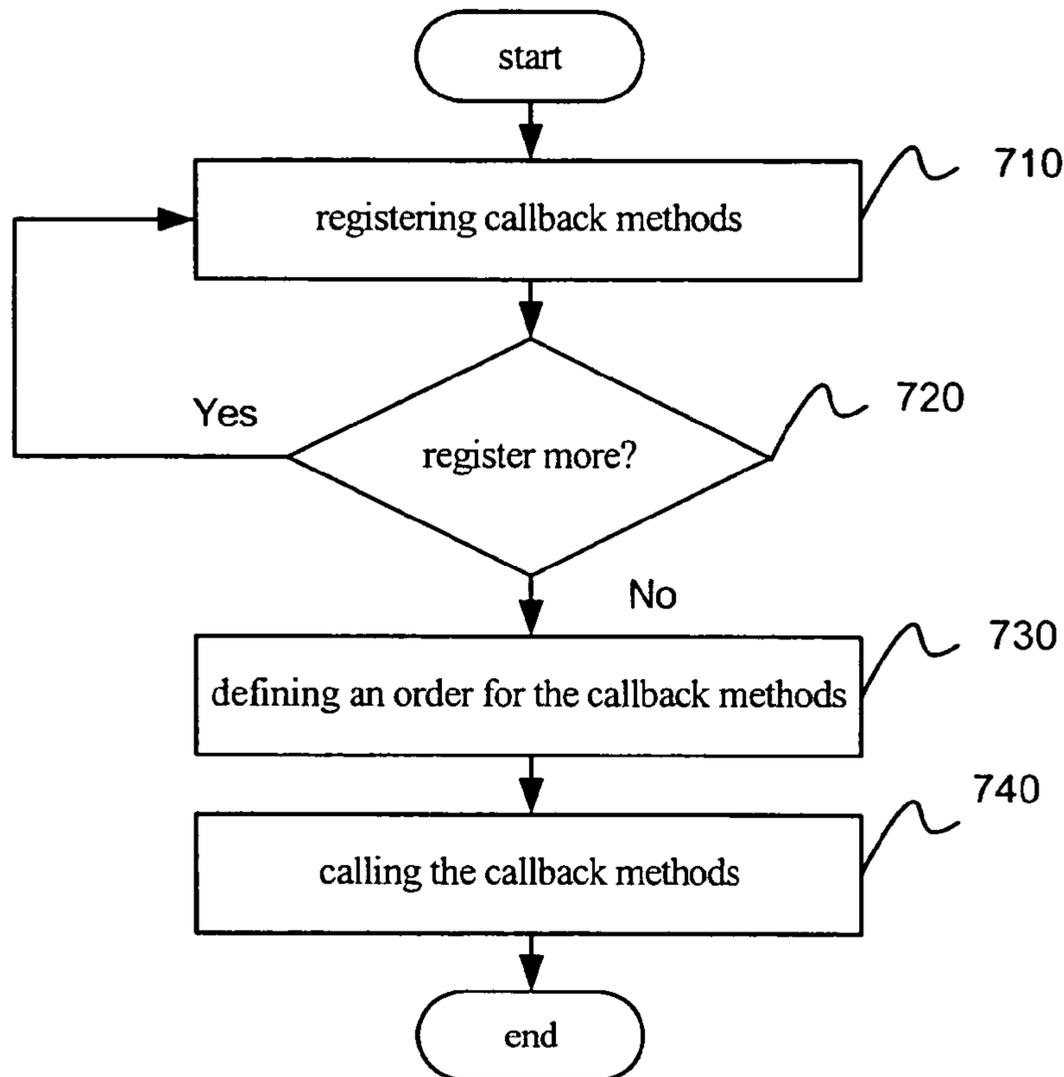 start
registering callback methods
710
Yes
register more?
720
No
defining an order for the callback methods
730
calling the callback methods
740
end